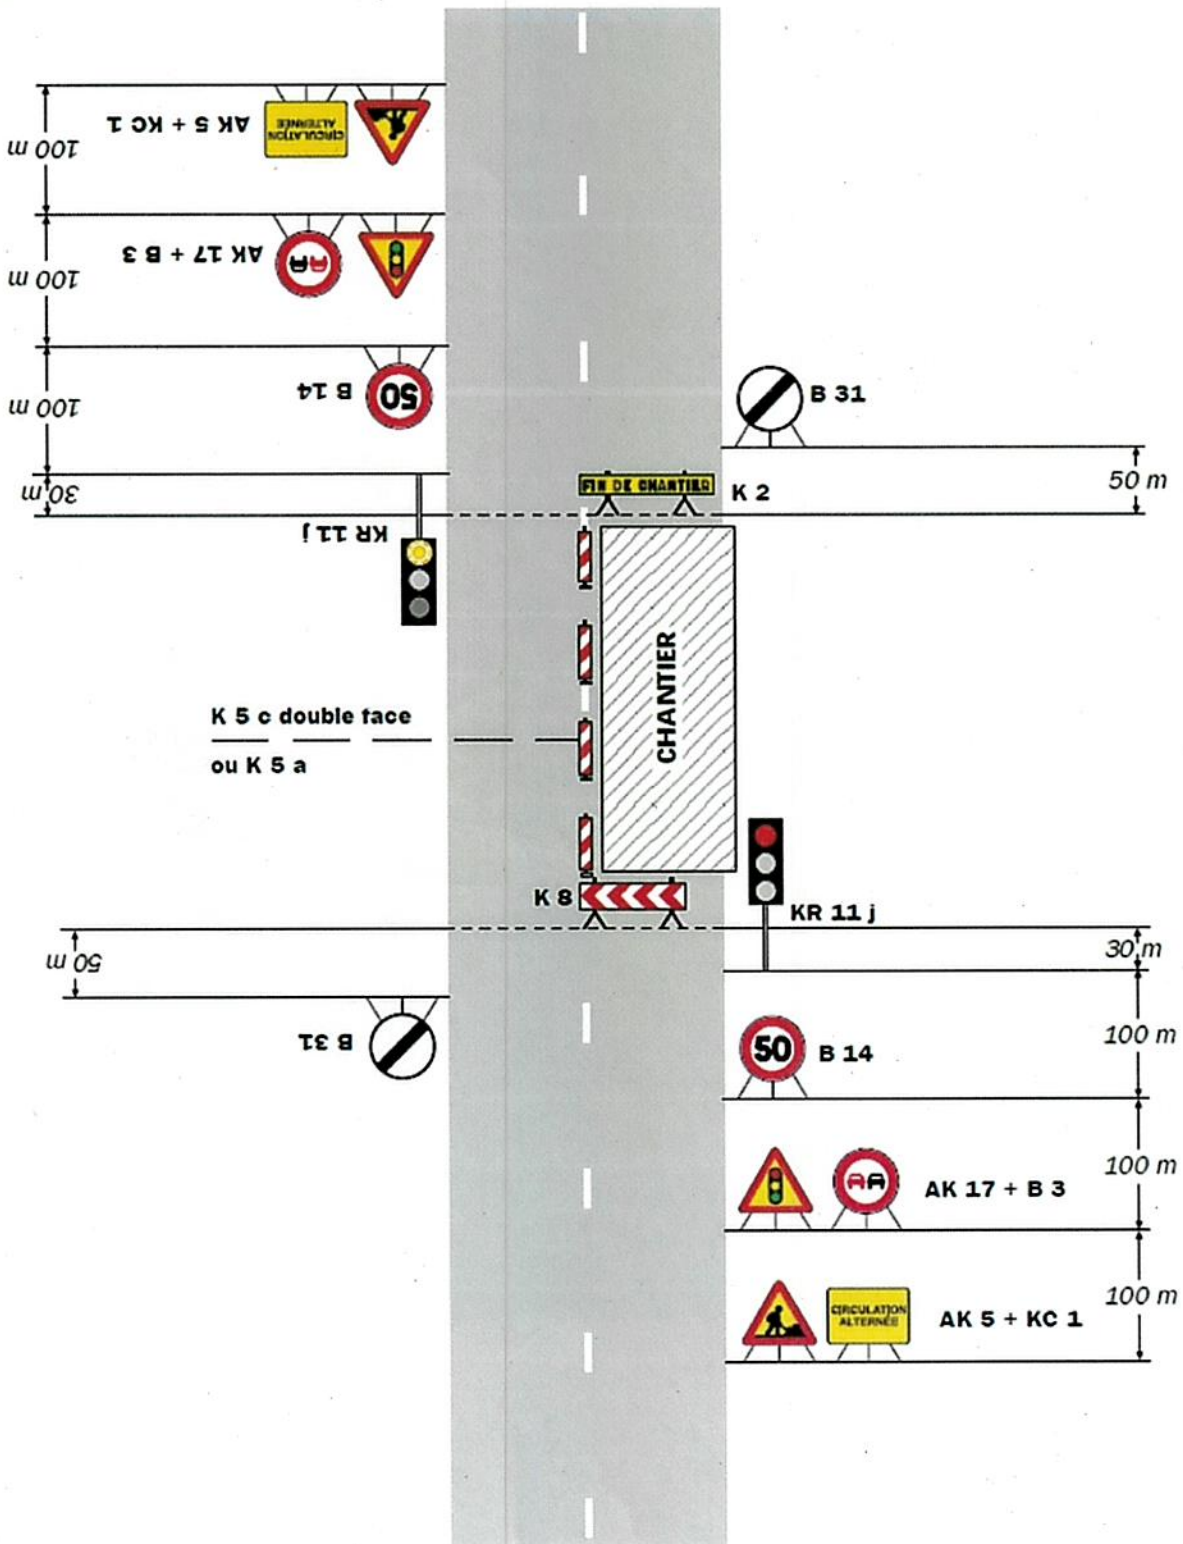 AK 5 + KC 1
CIRCULATION
ALTERNÉE
100 m
AK 17 + B 3
100 m
B 14
50
100 m
B 31
50 m
30 m
FIN DE CHANTIER
K 2
KR 11 j
CHANTIER
K 5 c double face
ou K 5 a
K 8
KR 11 j
30 m
50 m
B 31
50
B 14
100 m
AK 17 + B 3
100 m
CIRCULATION
ALTERNÉE
AK 5 + KC 1
100 m